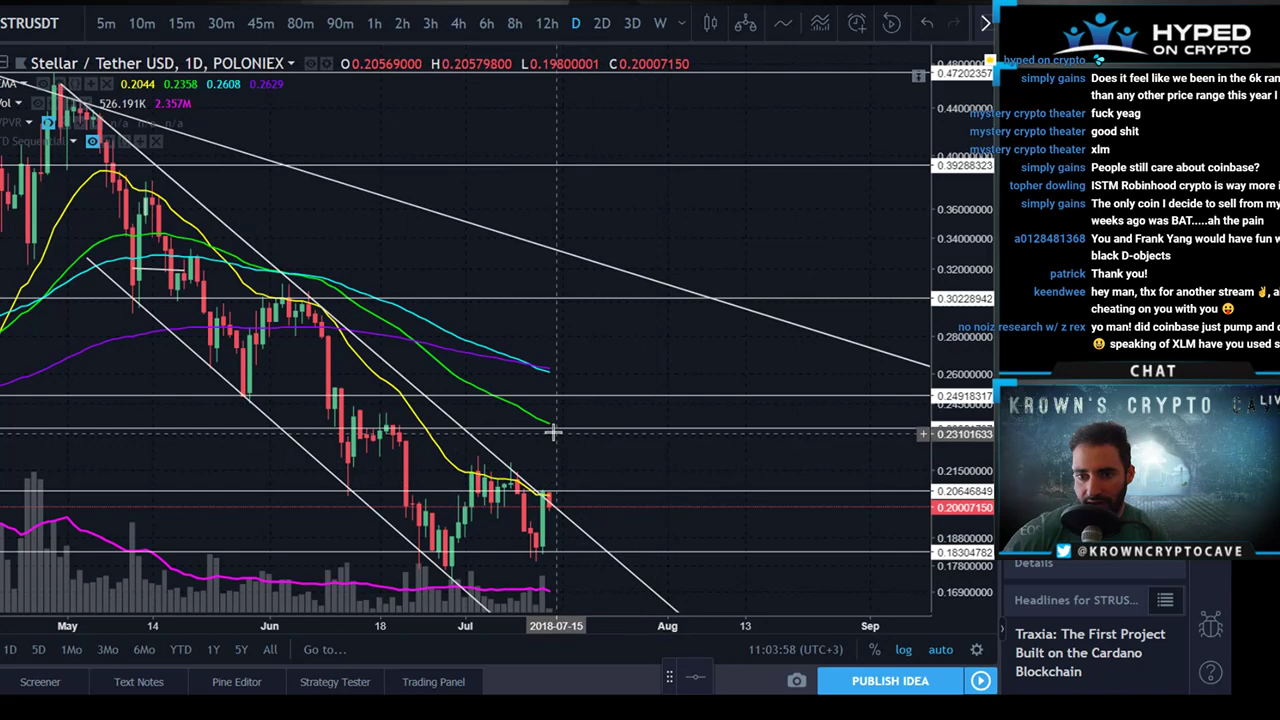 STRUSDT
5m 10m 15m 30m 45m 80m 90m 1h 2h 3h 4h 6h 8h 12h D 2D 3D W
Stellar / Tether USD, 1D, POLONIEX O 0.20569000 H 0.20579800 L 0.19800001 C 0.20007150
MA 0.2044 0.2358 0.2608 0.2629
Vol 526.191K 2.357M
VPVR n/a n/a n/a
TD Sequential
0.47202357
0.44000000
0.39288323
0.36000000
0.34000000
0.32000000
0.30228942
0.28000000
0.26000000
0.24918317
0.23101633
0.21500000
0.20646849
0.20007150
0.18800000
0.18304782
0.17800000
0.16900000
May 14 Jun 18 Jul 2018-07-15 Aug 13 Sep
1D 5D 1Mo 3Mo 6Mo YTD 1Y 5Y All Go to... 11:03:58 (UTC+3) % log auto
Screener Text Notes Pine Editor Strategy Tester Trading Panel PUBLISH IDEA
HYPED
ON CRYPTO
hyped on crypto
simply gains Does it feel like we been in the 6k ran
than any other price range this year I
mystery crypto theater fuck yeag
mystery crypto theater good shit
mystery crypto theater xlm
simply gains People still care about coinbase?
topher dowling ISTM Robinhood crypto is way more i
simply gains The only coin I decide to sell from my
weeks ago was BAT.....ah the pain
a0128481368 You and Frank Yang would have fun w
black D-objects
patrick Thank you!
keendwee hey man, thx for another stream ✌, a
cheating on you with you 😛
no noiz research w/ z rex yo man! did coinbase just pump and d
😃 speaking of XLM have you used s
CHAT
KROWN'S CRYPTO CAV
LIV
@KROWNCRYPTOCAVE
Details
Headlines for STRUS...
Traxia: The First Project
Built on the Cardano
Blockchain